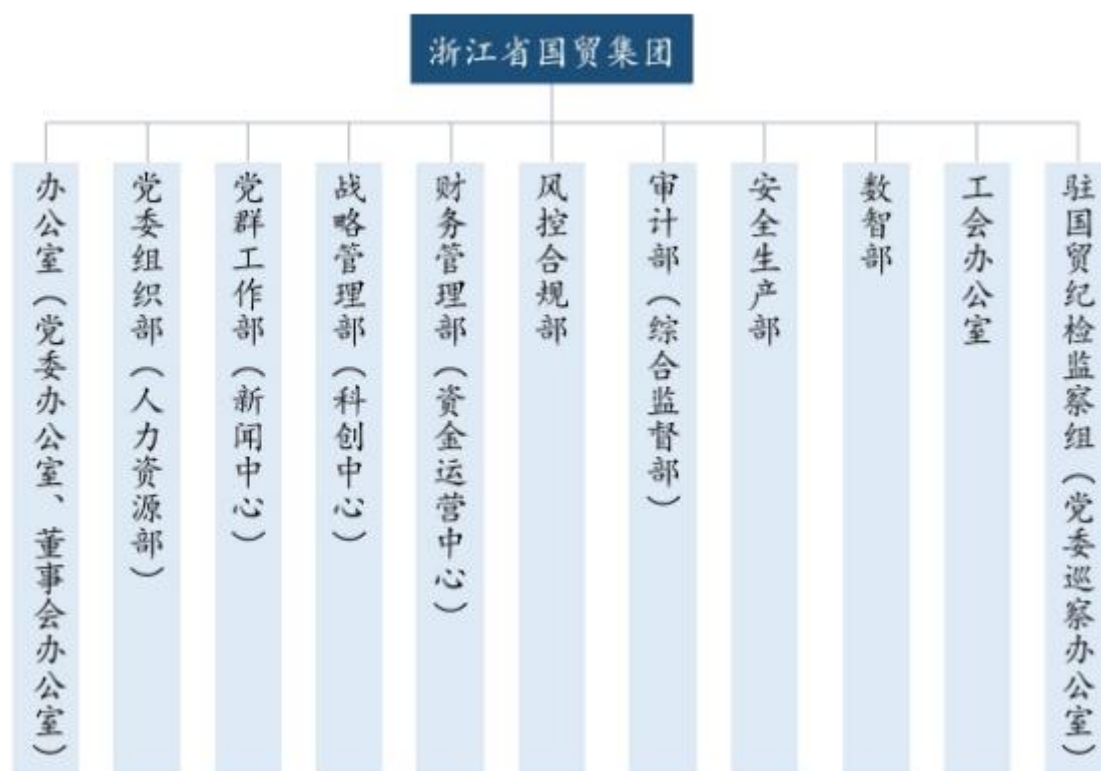 浙江省国贸集团
办公室（党委办公室、董事会办公室）
党委组织部（人力资源部）
党群工作部（新闻中心）
战略管理部（科创中心）
财务管理部（资金运营中心）
风控合规部
审计部（综合监督部）
安全生产部
数智部
工会办公室
驻国贸纪检监察组（党委巡察办公室）